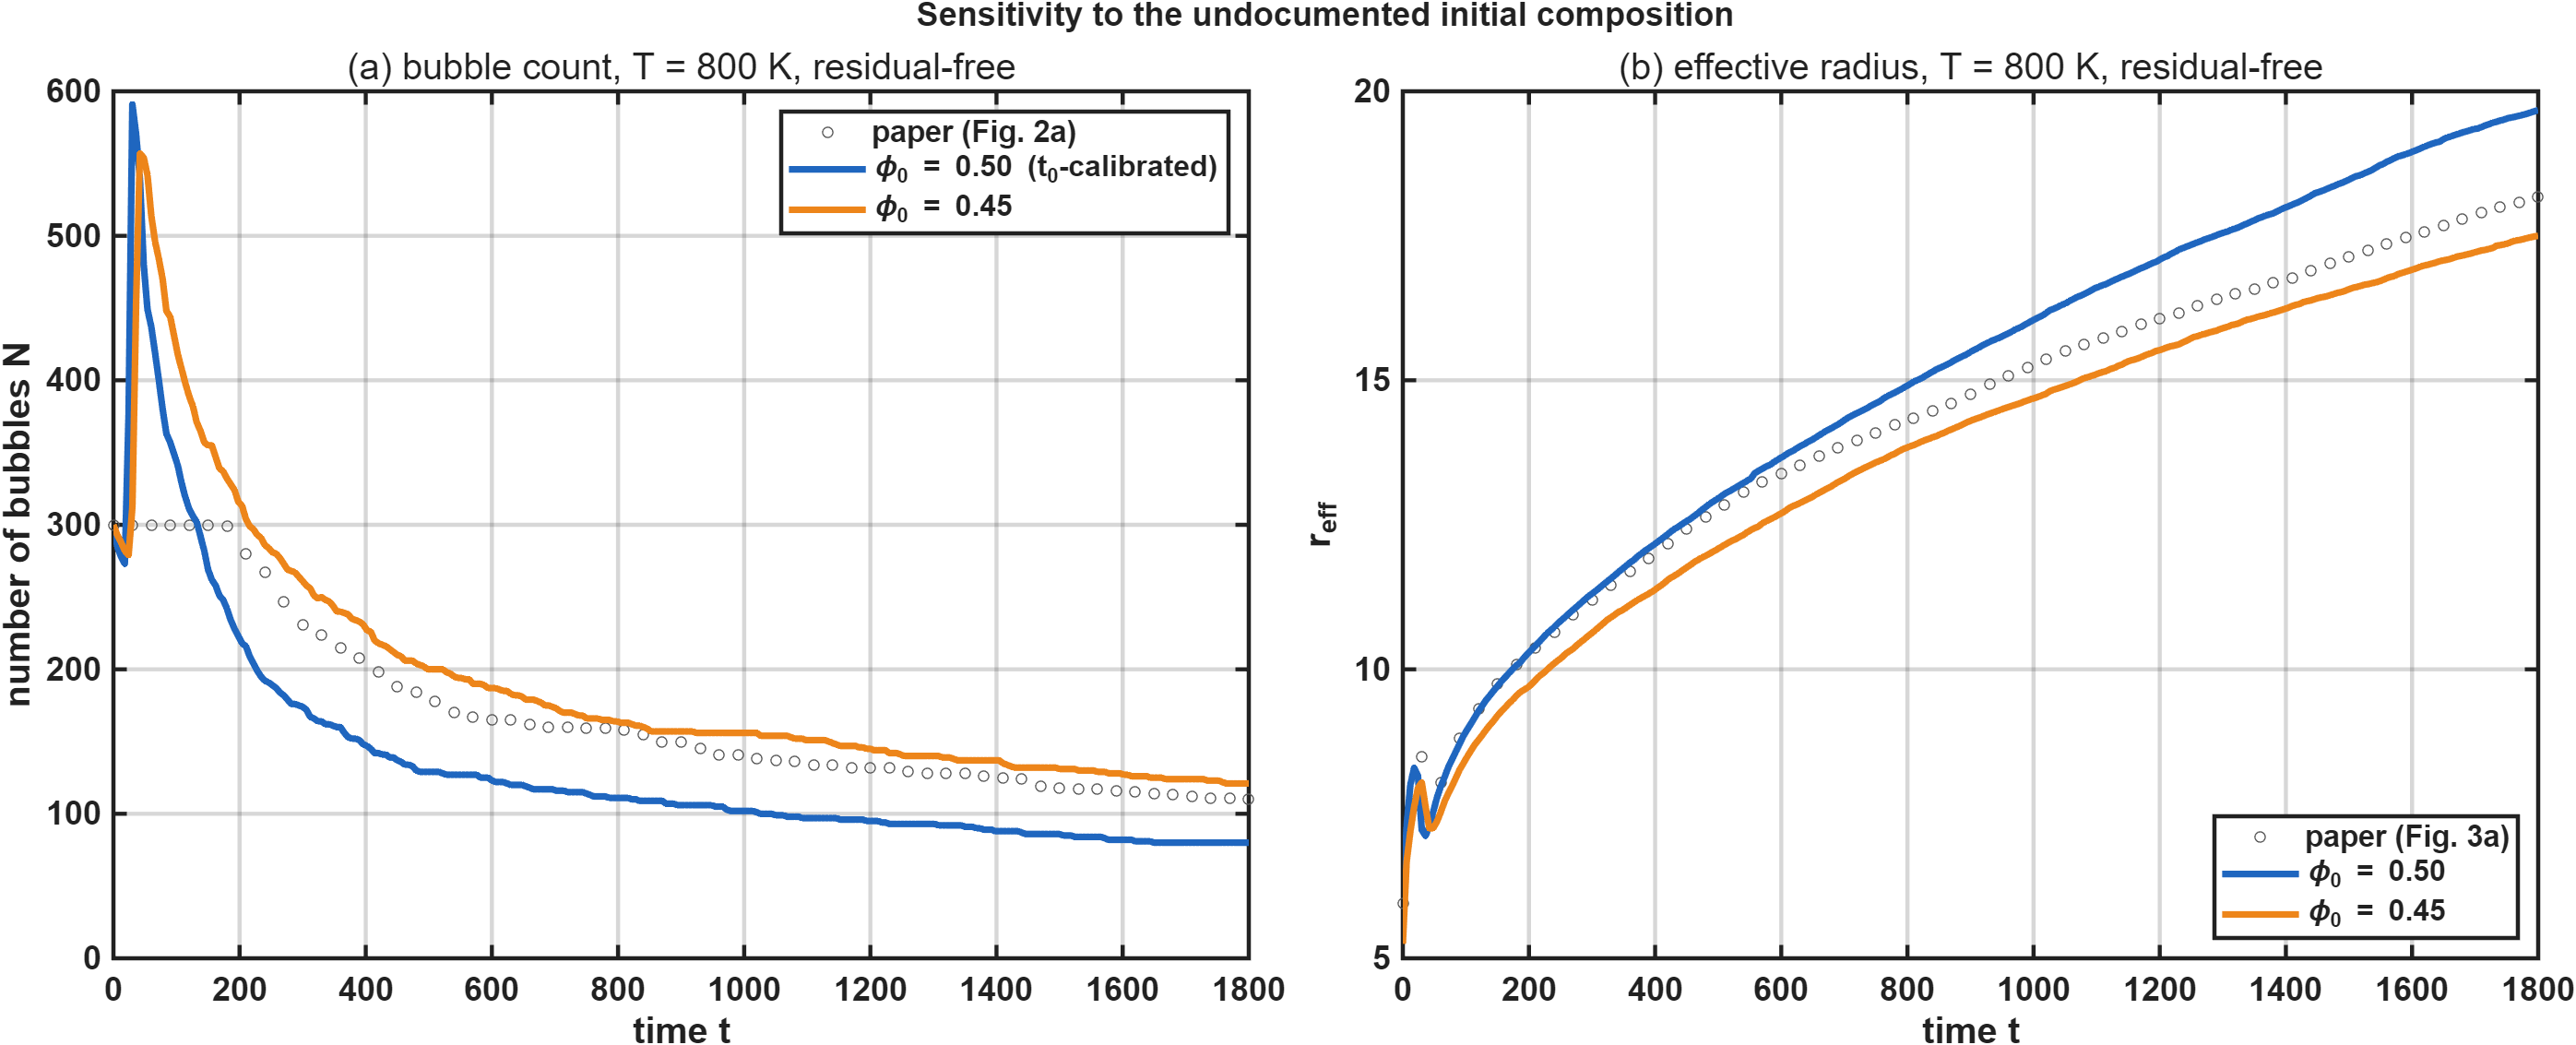 Sensitivity to the undocumented initial composition
(a) bubble count, T = 800 K, residual-free
600
500
400
300
200
100
0
number of bubbles N
paper (Fig. 2a)
ϕ₀ = 0.50 (t₀-calibrated)
ϕ₀ = 0.45
0 200 400 600 800 1000 1200 1400 1600 1800
time t
(b) effective radius, T = 800 K, residual-free
20
15
10
5
r_eff
paper (Fig. 3a)
ϕ₀ = 0.50
ϕ₀ = 0.45
0 200 400 600 800 1000 1200 1400 1600 1800
time t